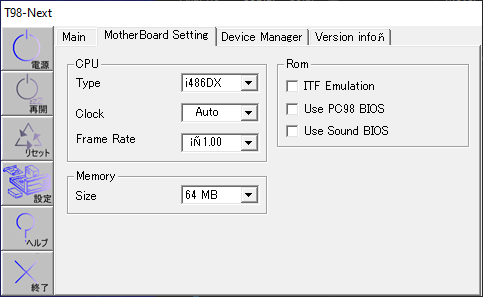 T98-Next
電源
再開
リセット
設定
ヘルプ
終了
Main
MotherBoard Setting
Device Manager
Version infoñ
CPU
Type
i486DX
Clock
Auto
Frame Rate
iñ1.00
Memory
Size
64 MB
Rom
ITF Emulation
Use PC98 BIOS
Use Sound BIOS